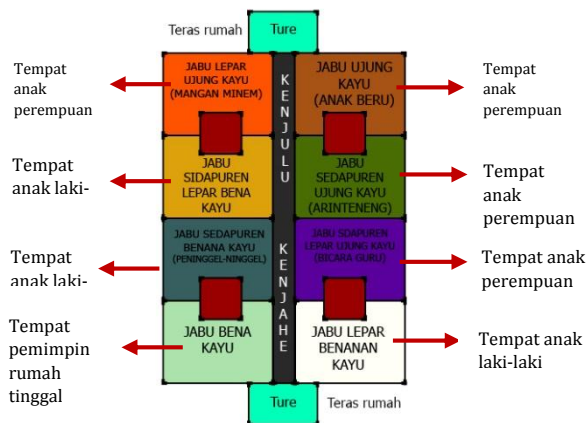 Teras rumah
Ture
Tempat
anak
perempuan
JABU LEPAR
UJUNG KAYU
(MANGAN MINEM)
JABU UJUNG
KAYU
(ANAK BERU)
Tempat
anak
perempuan
KENJULU
Tempat
anak laki-
JABU
SIDAPUREN
LEPAR BENA
KAYU
JABU
SEDAPUREN
UJUNG KAYU
(ARINTENENG)
Tempat
anak
perempuan
Tempat
anak laki-
JABU SEDAPUREN
BENANA KAYU
(PENINGGEL-NINGGEL)
KENJAHE
JABU SDAPUREN
LEPAR UJUNG KAYU
(BICARA GURU)
Tempat anak
perempuan
Tempat
pemimpin
rumah
tinggal
JABU BENA
KAYU
JABU LEPAR
BENANAN
KAYU
Tempat anak
laki-laki
Ture
Teras rumah